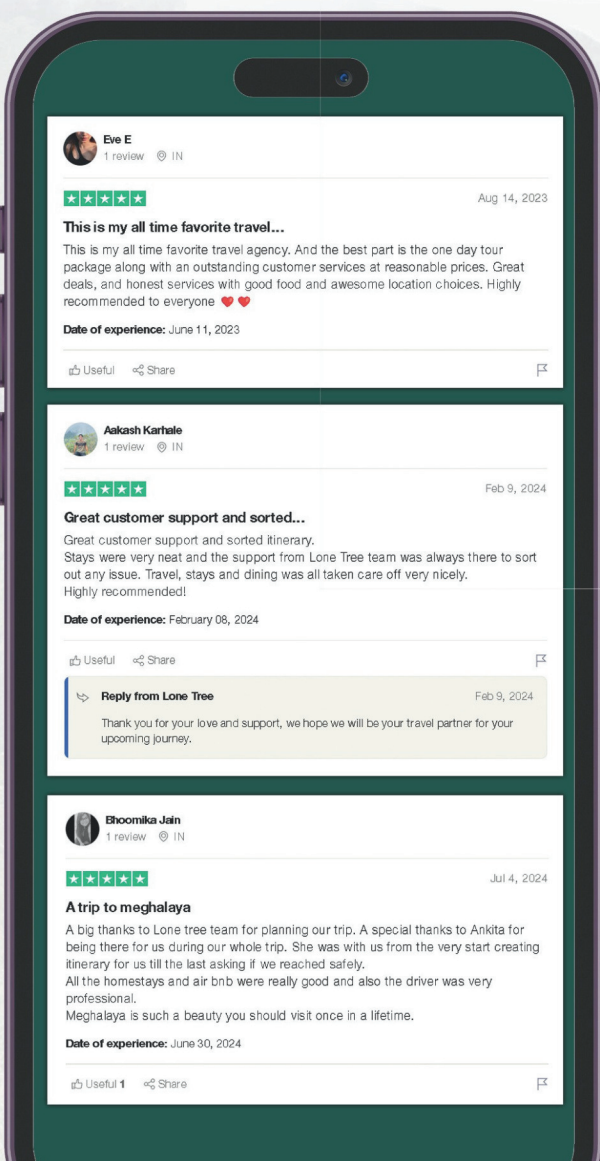 Eve E
1 review IN
Aug 14, 2023
This is my all time favorite travel...
This is my all time favorite travel agency. And the best part is the one day tour
package along with an outstanding customer services at reasonable prices. Great
deals, and honest services with good food and awesome location choices. Highly
recommended to everyone ❤️❤️
Date of experience: June 11, 2023
Useful Share
Aakash Karhale
1 review IN
Feb 9, 2024
Great customer support and sorted...
Great customer support and sorted itinerary.
Stays were very neat and the support from Lone Tree team was always there to sort
out any issue. Travel, stays and dining was all taken care off very nicely.
Highly recommended!
Date of experience: February 08, 2024
Useful Share
Reply from Lone Tree Feb 9, 2024
Thank you for your love and support, we hope we will be your travel partner for your
upcoming journey.
Bhoomika Jain
1 review IN
Jul 4, 2024
A trip to meghalaya
A big thanks to Lone tree team for planning our trip. A special thanks to Ankita for
being there for us during our whole trip. She was with us from the very start creating
itinerary for us till the last asking if we reached safely.
All the homestays and air bnb were really good and also the driver was very
professional.
Meghalaya is such a beauty you should visit once in a lifetime.
Date of experience: June 30, 2024
Useful 1 Share